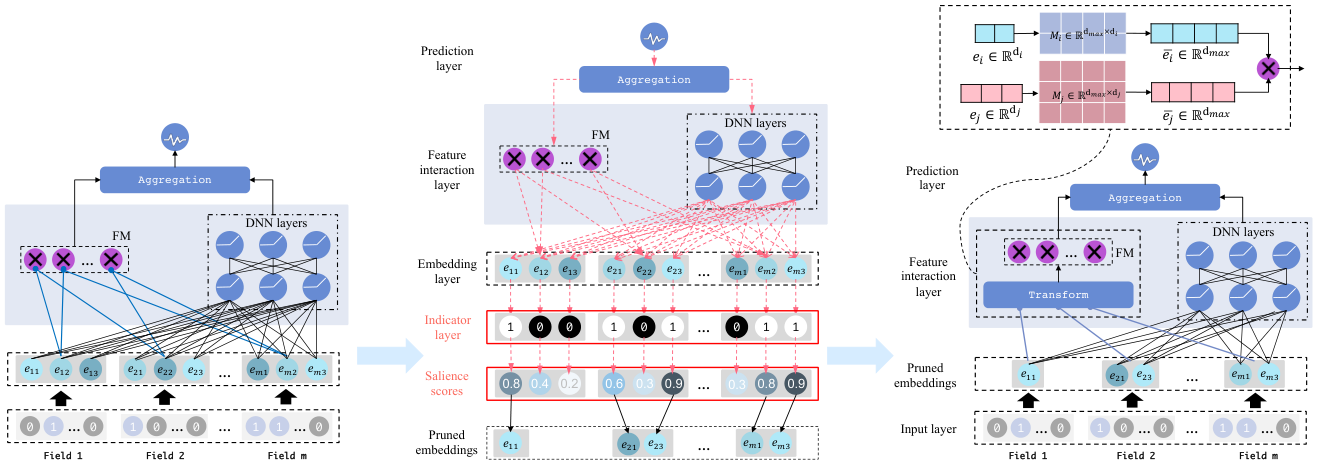 Aggregation
FM
DNN layers
...
e11 e12 e13 e21 e22 e23 ... em1 em2 em3
0 1 ... 0 1 0 ... 0 1 1 ... 0
Field 1 Field 2 Field m
Prediction layer
Aggregation
Feature interaction layer
FM
DNN layers
...
Embedding layer
e11 e12 e13 e21 e22 e23 ... em1 em2 em3
Indicator layer
1 0 0 1 0 1 ... 0 1 1
Salience scores
0.8 0.4 0.2 0.6 0.3 0.9 ... 0.3 0.8 0.9
Pruned embeddings
e11 e21 e23 ... em1 em3
ei ∈ ℝ^di
Mi ∈ ℝ^dmax×di
ēi ∈ ℝ^dmax
ej ∈ ℝ^dj
Mj ∈ ℝ^dmax×dj
ēj ∈ ℝ^dmax
Prediction layer
Aggregation
Feature interaction layer
... FM
DNN layers
Transform
Pruned embeddings
e11 e21 e23 ... em1 em3
Input layer
0 1 ... 0 1 0 ... 0 1 1 ... 0
Field 1 Field 2 Field m